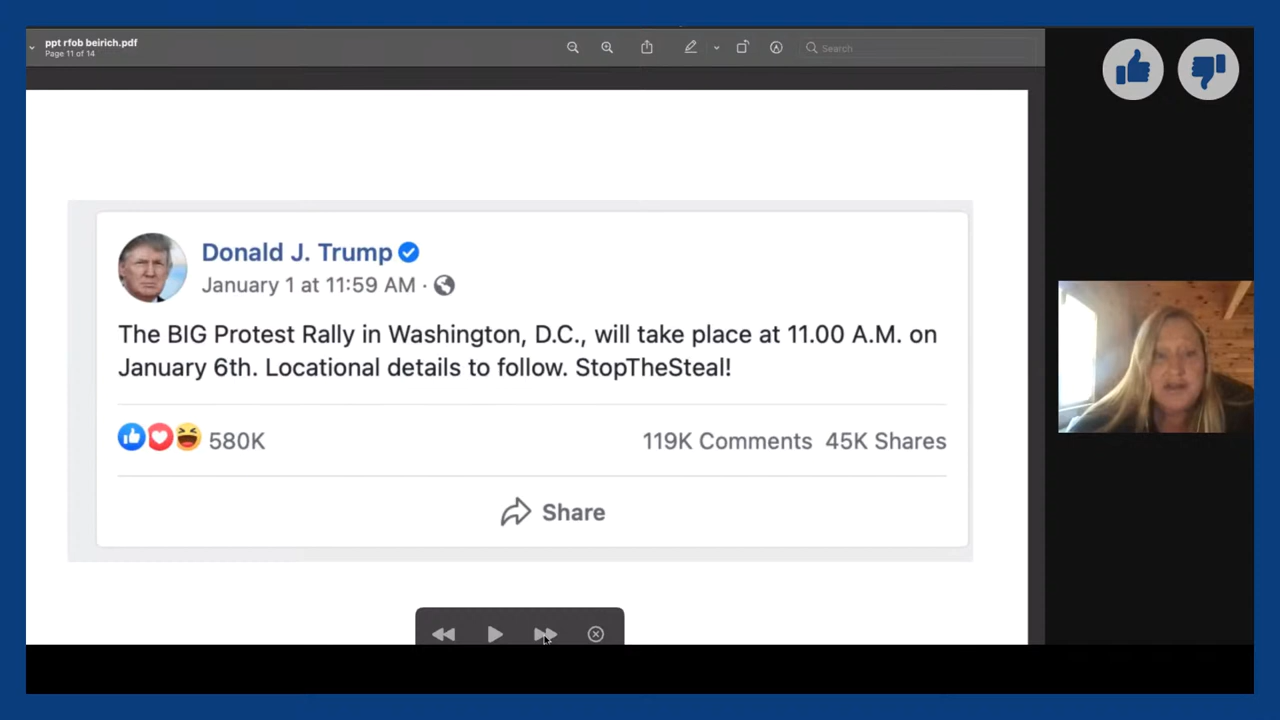 ppt rfob beirich.pdf
Page 11 of 14
Search
Donald J. Trump
January 1 at 11:59 AM ·
The BIG Protest Rally in Washington, D.C., will take place at 11.00 A.M. on
January 6th. Locational details to follow. StopTheSteal!
580K 119K Comments 45K Shares
Share